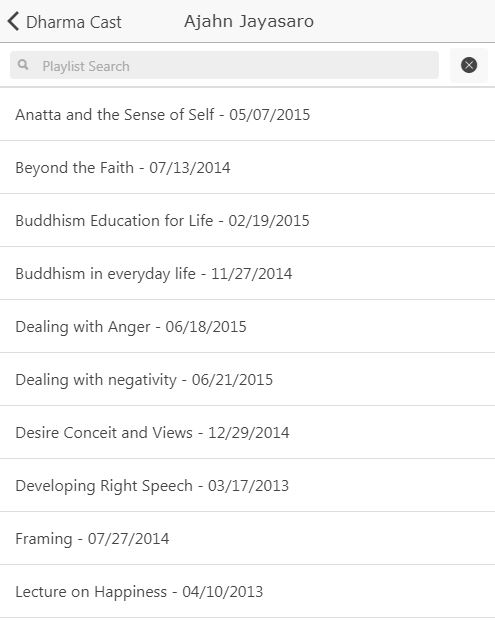 Dharma Cast
Ajahn Jayasaro
Playlist Search
Anatta and the Sense of Self - 05/07/2015
Beyond the Faith - 07/13/2014
Buddhism Education for Life - 02/19/2015
Buddhism in everyday life - 11/27/2014
Dealing with Anger - 06/18/2015
Dealing with negativity - 06/21/2015
Desire Conceit and Views - 12/29/2014
Developing Right Speech - 03/17/2013
Framing - 07/27/2014
Lecture on Happiness - 04/10/2013